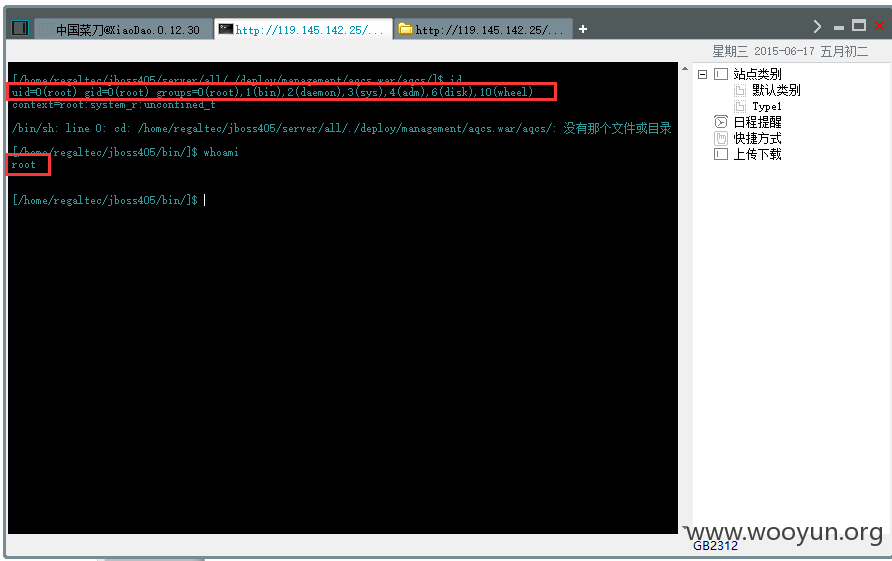 中国菜刀@XiaoDao.0.12.30
http://119.145.142.25/...
http://119.145.142.25/...
星期三 2015-06-17 五月初二
[/home/regaltec/jboss405/server/all/./deploy/management/aqcs.war/aqcs/]$ id
uid=0(root) gid=0(root) groups=0(root),1(bin),2(daemon),3(sys),4(adm),6(disk),10(wheel)
context=root:system_r:unconfined_t
/bin/sh: line 0: cd: /home/regaltec/jboss405/server/all/./deploy/management/aqcs.war/aqcs/: 没有那个文件或目录
[/home/regaltec/jboss405/bin/]$ whoami
root
[/home/regaltec/jboss405/bin/]$
站点类别
默认类别
Type1
日程提醒
快捷方式
上传下载
www.wooyun.org
GB2312